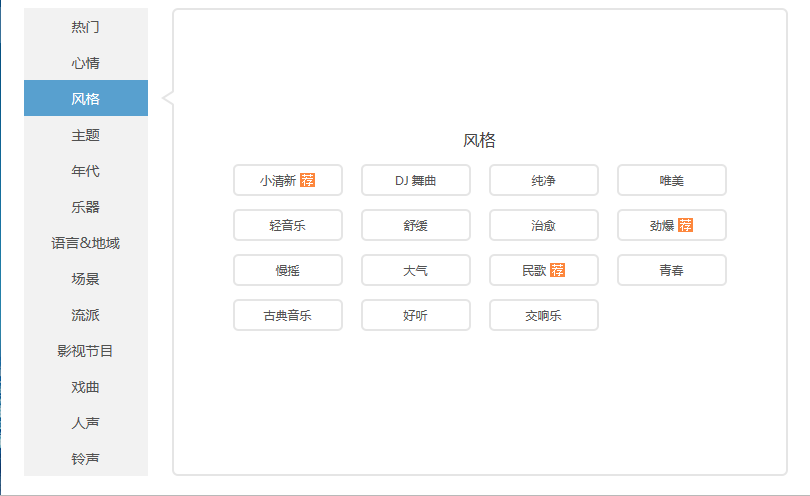 热门
心情
风格
主题
年代
乐器
语言&地域
场景
流派
影视节目
戏曲
人声
铃声
风格
小清新 荐 DJ 舞曲 纯净 唯美
轻音乐 舒缓 治愈 劲爆 荐
慢摇 大气 民歌 荐 青春
古典音乐 好听 交响乐